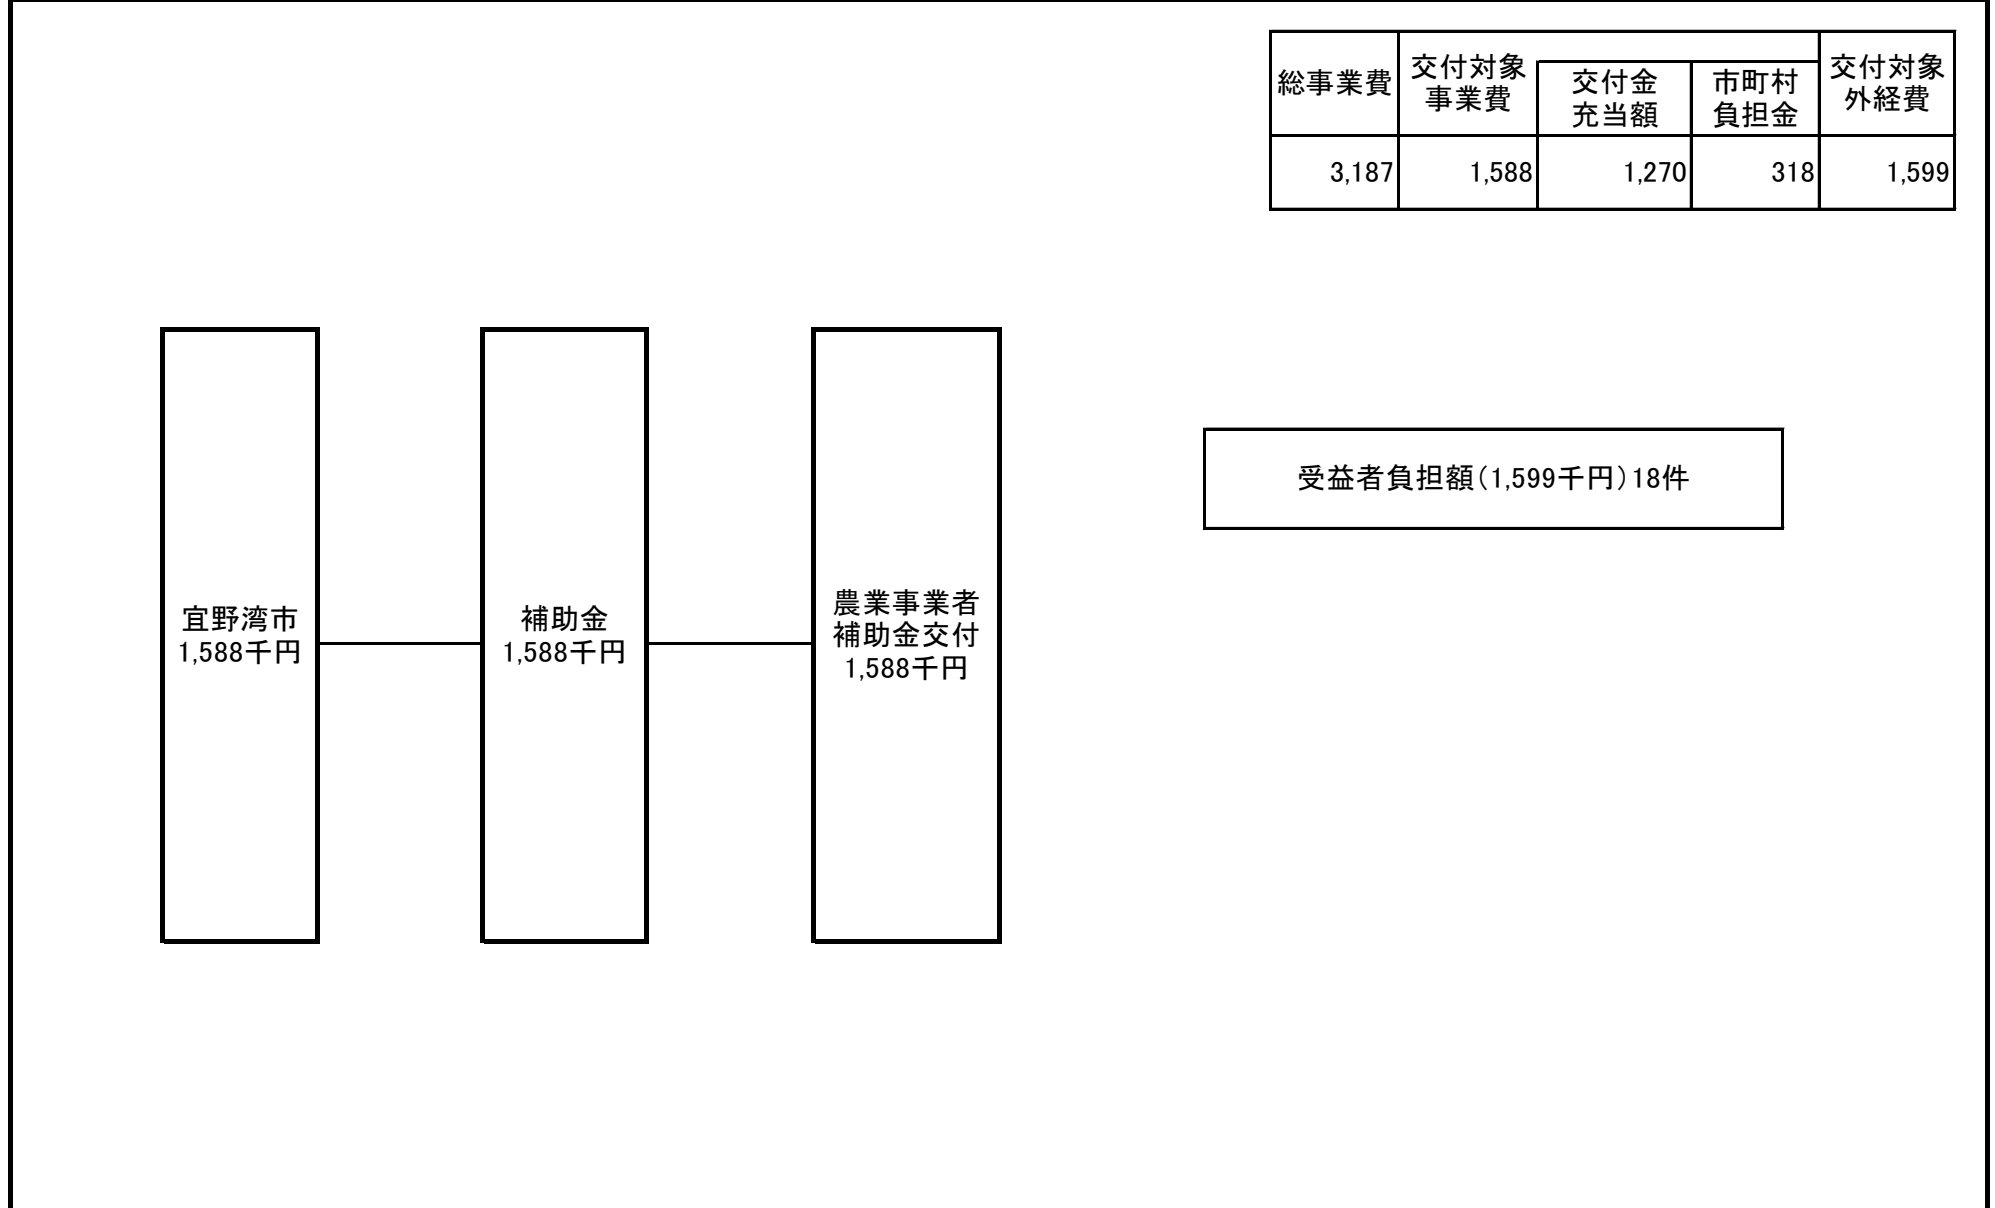 総事業費
交付対象
事業費
交付金
充当額
市町村
負担金
交付対象
外経費
3,187
1,588
1,270
318
1,599
受益者負担額(1,599千円)18件
宜野湾市
1,588千円
補助金
1,588千円
農業事業者
補助金交付
1,588千円